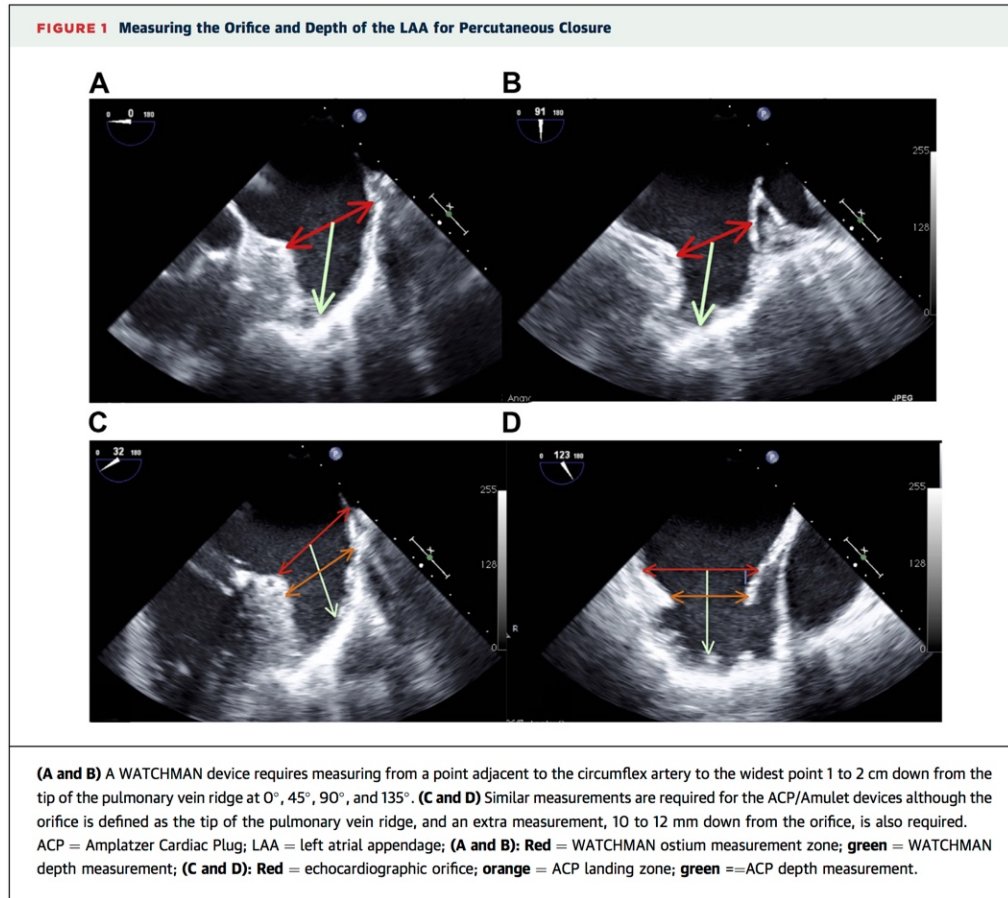 FIGURE 1 Measuring the Orifice and Depth of the LAA for Percutaneous Closure
A
B
0 0 180
0 91 180
255
128
0
JPEG
C
D
0 32 180
0 123 180
255
128
0
R
255
128
0
(A and B) A WATCHMAN device requires measuring from a point adjacent to the circumflex artery to the widest point 1 to 2 cm down from the
tip of the pulmonary vein ridge at 0°, 45°, 90°, and 135°. (C and D) Similar measurements are required for the ACP/Amulet devices although the
orifice is defined as the tip of the pulmonary vein ridge, and an extra measurement, 10 to 12 mm down from the orifice, is also required.
ACP = Amplatzer Cardiac Plug; LAA = left atrial appendage; (A and B): Red = WATCHMAN ostium measurement zone; green = WATCHMAN
depth measurement; (C and D): Red = echocardiographic orifice; orange = ACP landing zone; green ==ACP depth measurement.